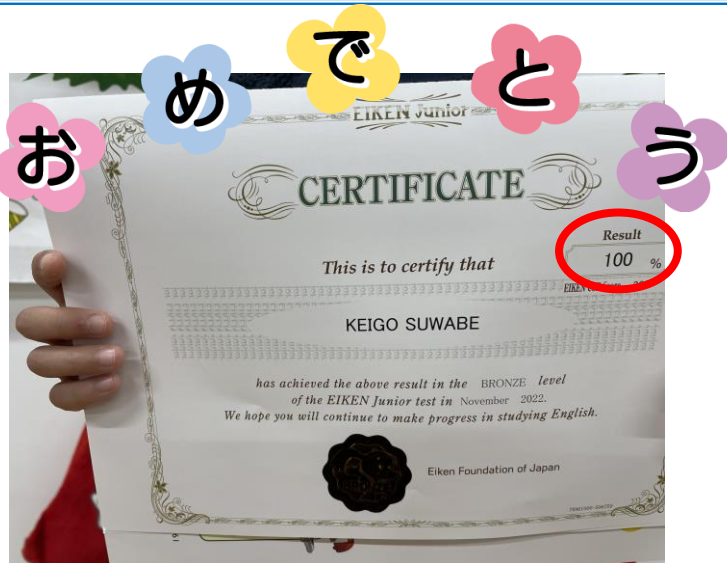 おめでとう
EIKEN Junior
CERTIFICATE
Result
100 %
This is to certify that
KEIGO SUWABE
has achieved the above result in the BRONZE level
of the EIKEN Junior test in November 2022.
We hope you will continue to make progress in studying English.
Eiken Foundation of Japan